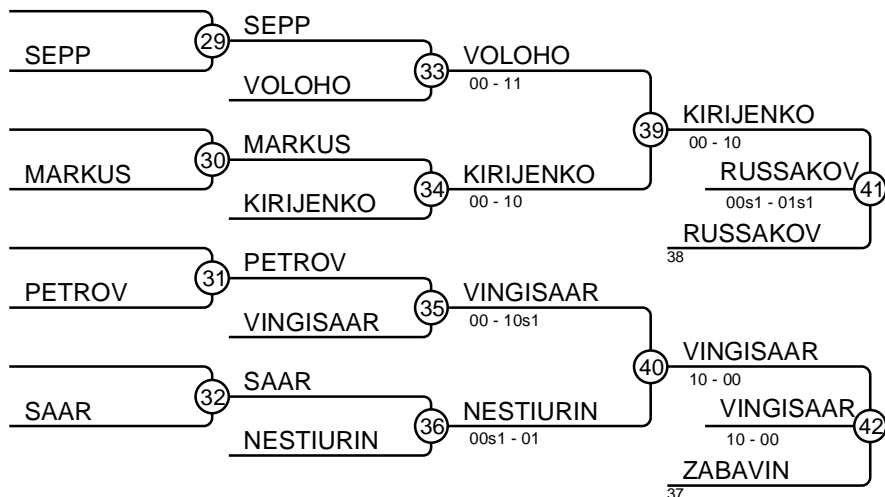 SEPP
29
SEPP
VOLOHO
33
VOLOHO
00 - 11
MARKUS
30
MARKUS
KIRIJENKO
34
KIRIJENKO
00 - 10
39
KIRIJENKO
00 - 10
RUSSAKOV
00s1 - 01s1
41
RUSSAKOV
38
PETROV
31
PETROV
VINGISAAR
35
VINGISAAR
00 - 10s1
SAAR
32
SAAR
NESTIURIN
36
NESTIURIN
00s1 - 01
40
VINGISAAR
10 - 00
VINGISAAR
10 - 00
42
ZABAVIN
37